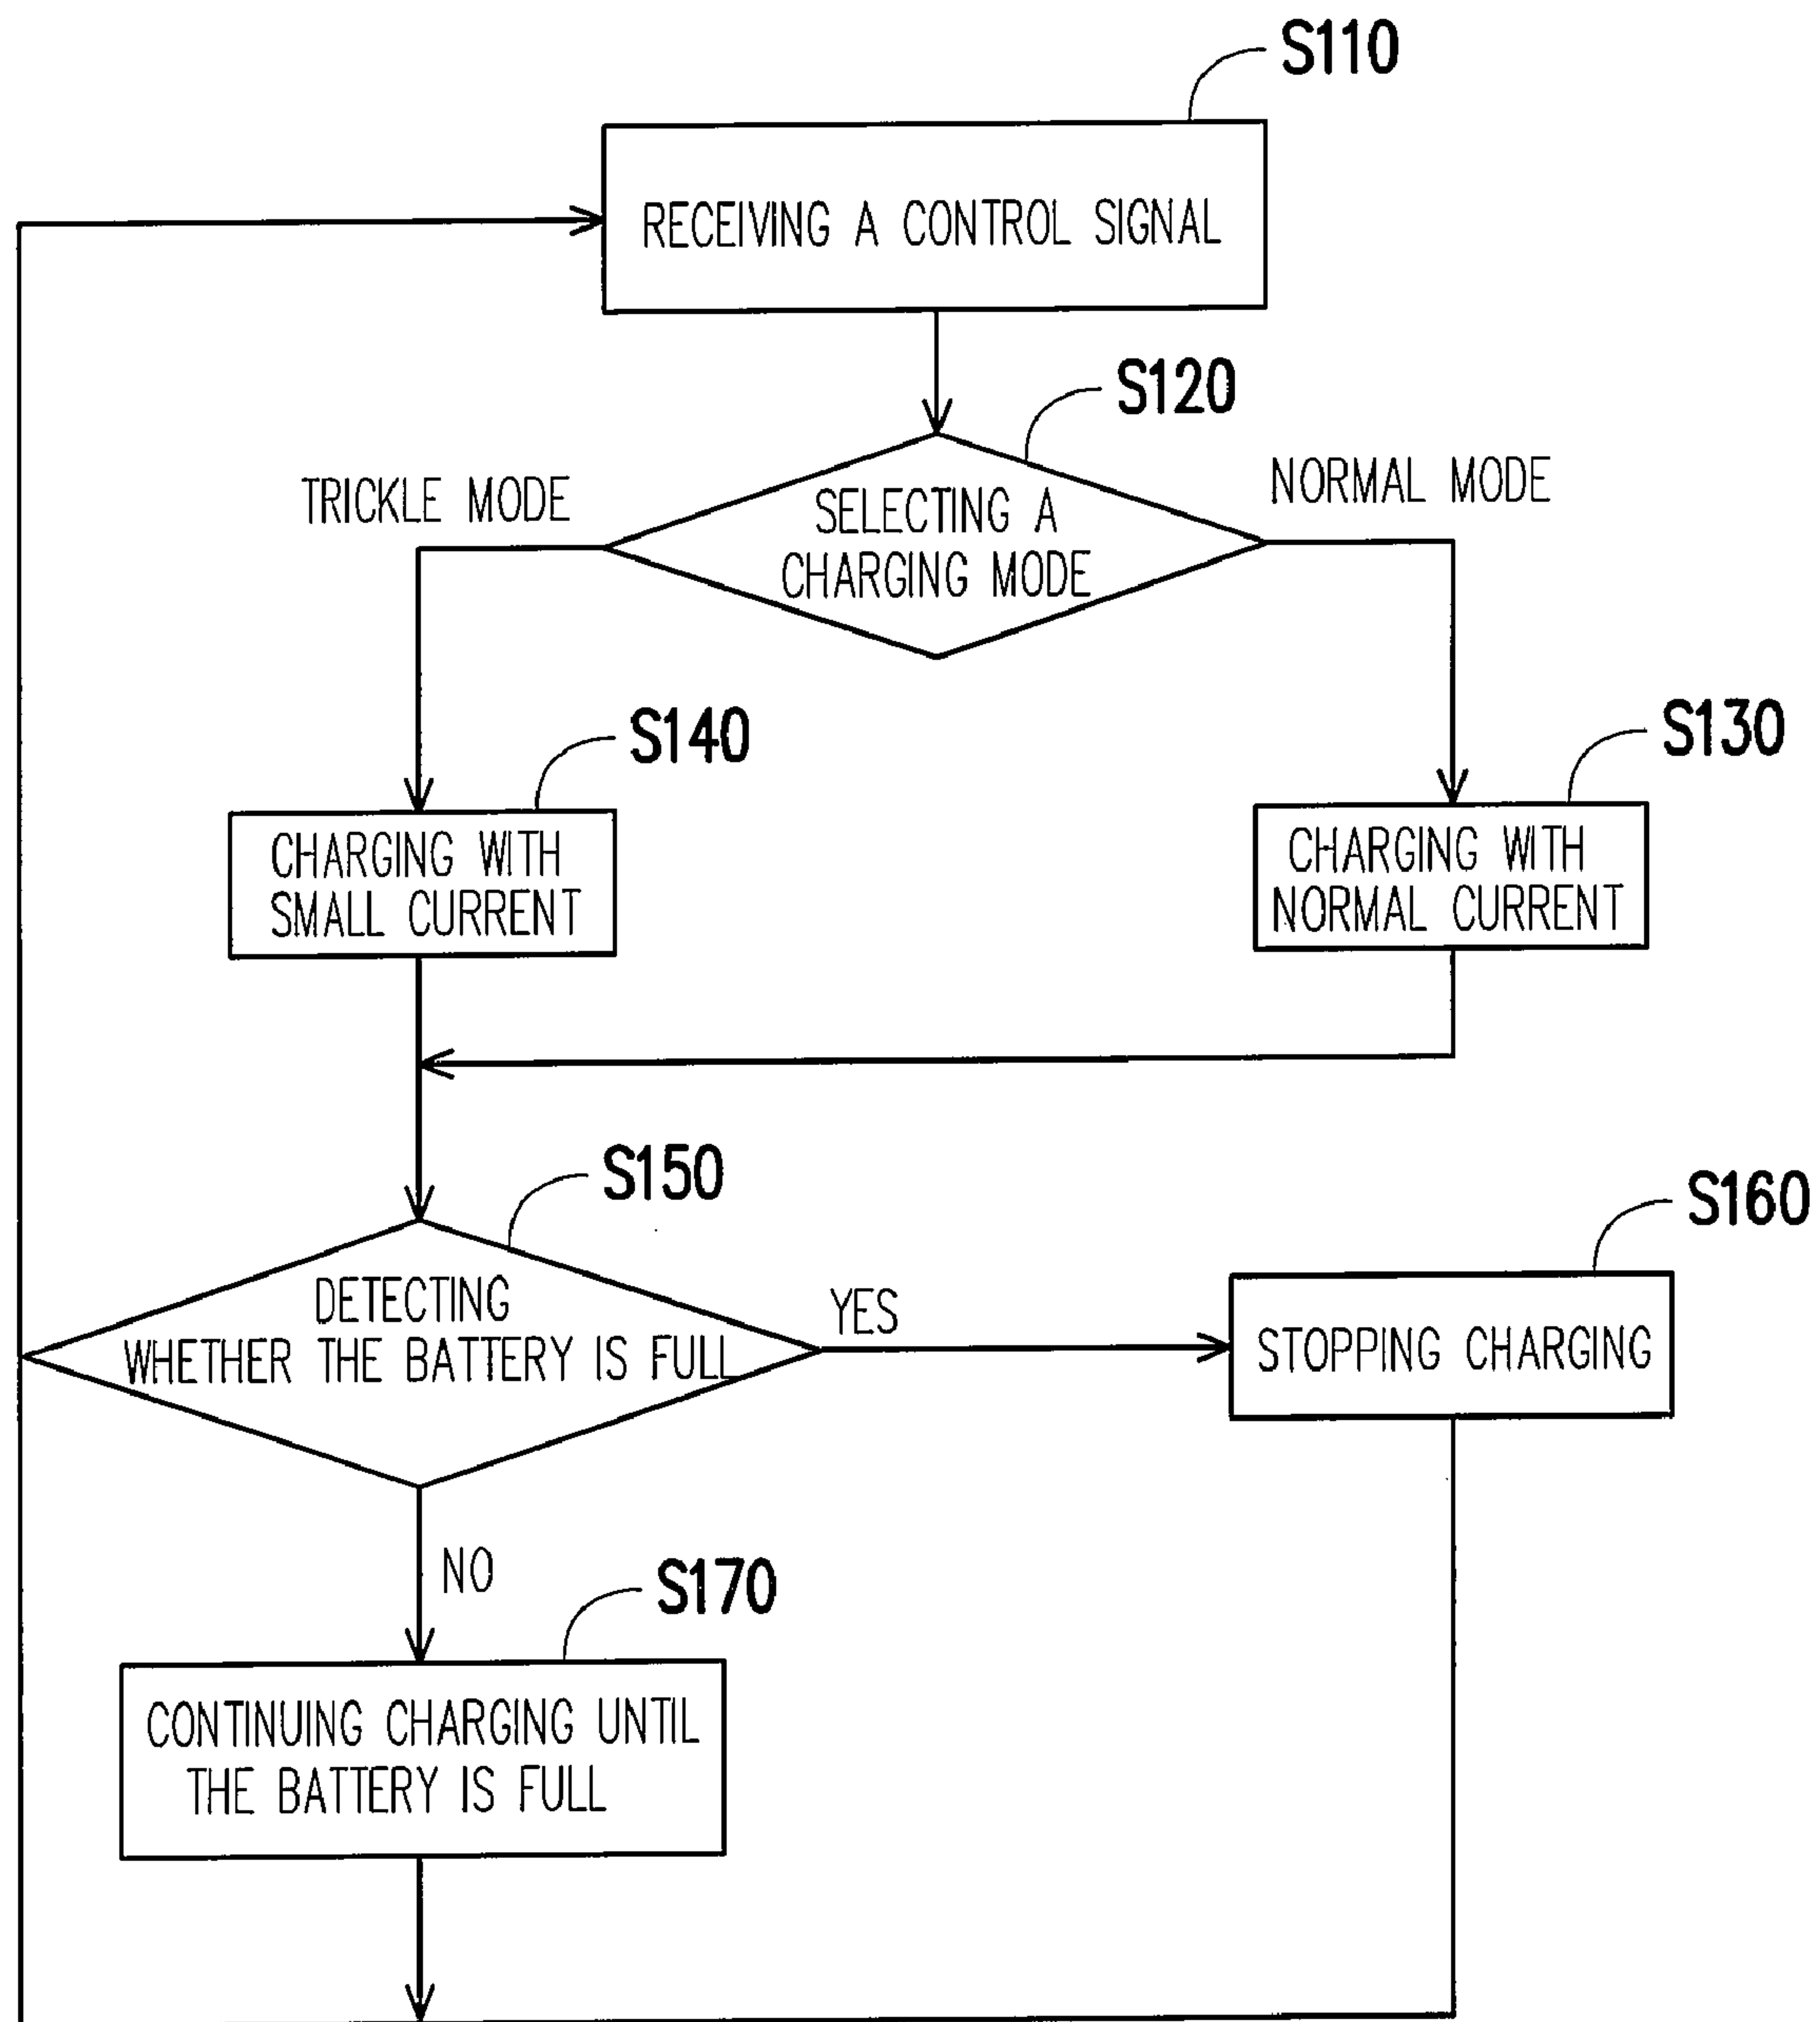 S110
RECEIVING A CONTROL SIGNAL
S120
TRICKLE MODE
NORMAL MODE
SELECTING A
CHARGING MODE
S140
S130
CHARGING WITH
SMALL CURRENT
CHARGING WITH
NORMAL CURRENT
S150
S160
DETECTING
WHETHER THE BATTERY IS FULL
YES
STOPPING CHARGING
NO
S170
CONTINUING CHARGING UNTIL
THE BATTERY IS FULL